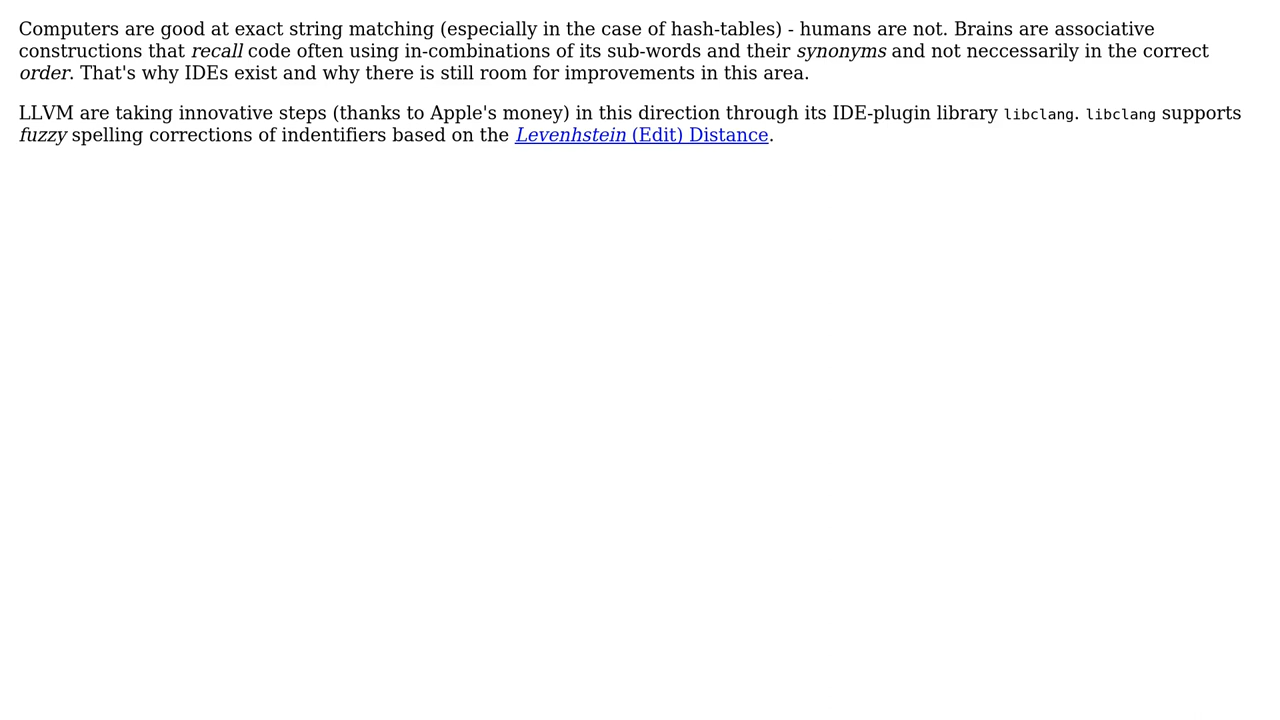 Computers are good at exact string matching (especially in the case of hash-tables) - humans are not. Brains are associative
constructions that recall code often using in-combinations of its sub-words and their synonyms and not neccessarily in the correct
order. That's why IDEs exist and why there is still room for improvements in this area.
LLVM are taking innovative steps (thanks to Apple's money) in this direction through its IDE-plugin library libclang. libclang supports
fuzzy spelling corrections of indentifiers based on the Levenhstein (Edit) Distance.